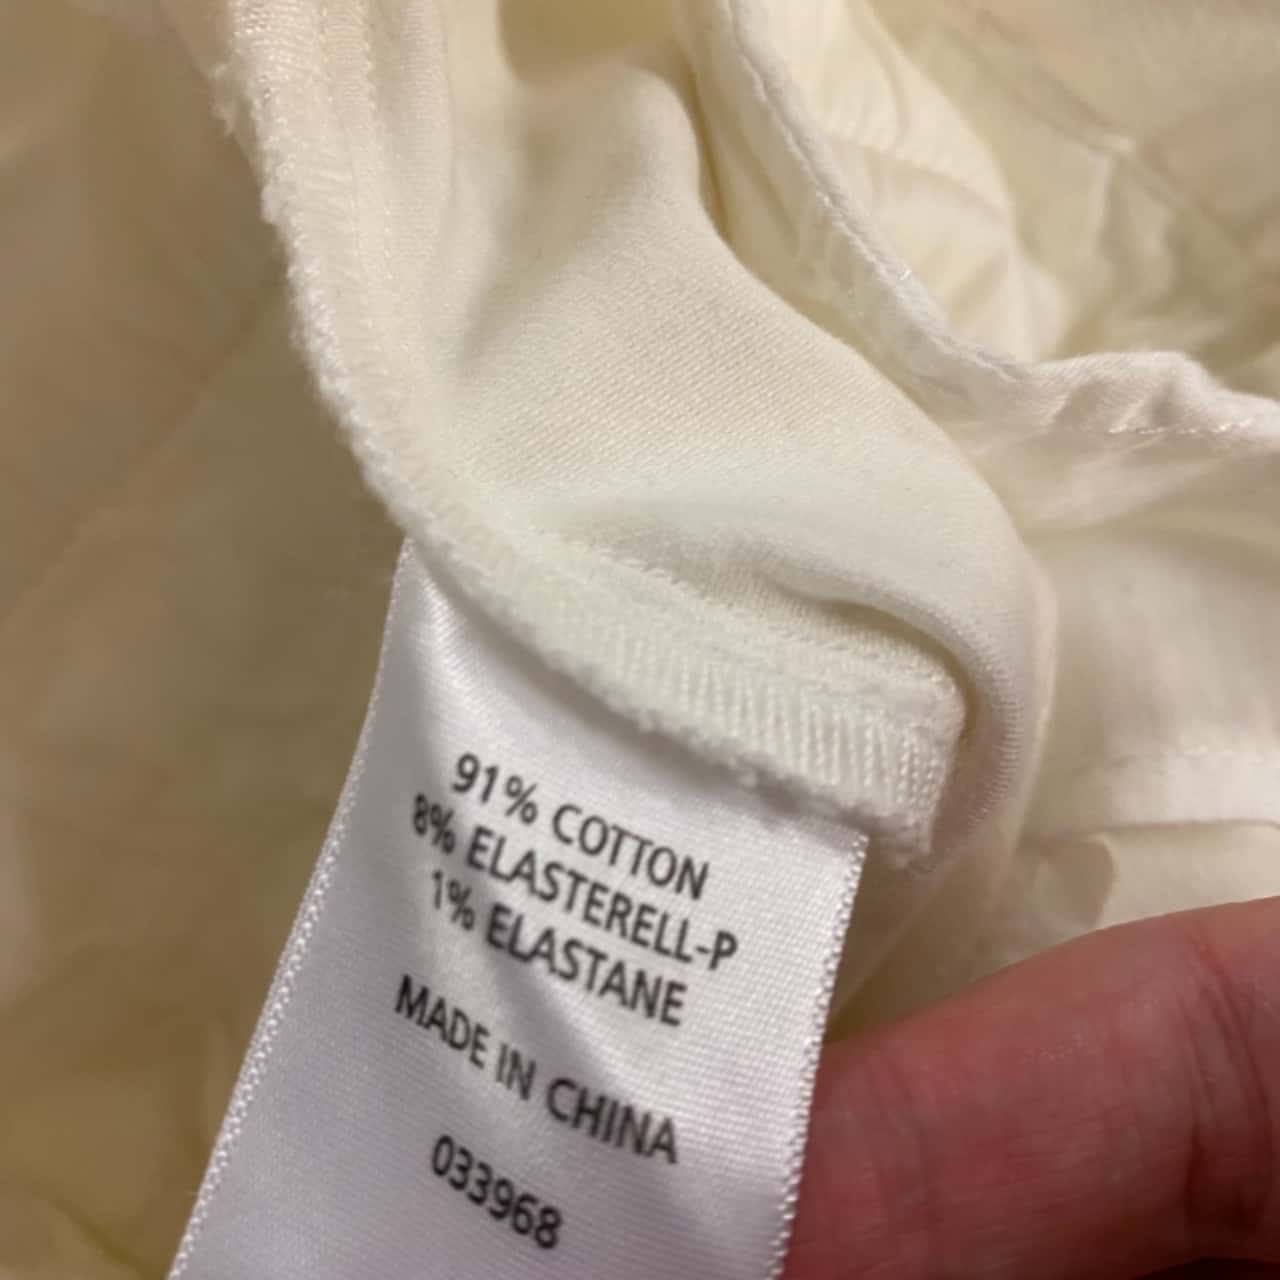 91% COTTON
8% ELASTERELL-P
1% ELASTANE
MADE IN CHINA
033968